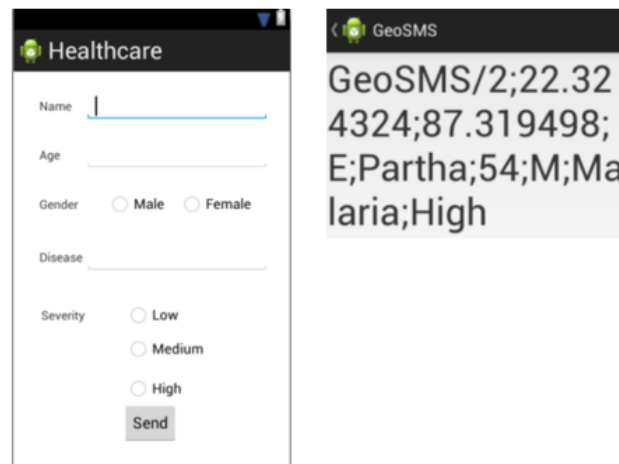 Healthcare
Name
Age
Gender Male Female
Disease
Severity Low
Medium
High
Send
GeoSMS
GeoSMS/2;22.32
4324;87.319498;
E;Partha;54;M;Ma
laria;High